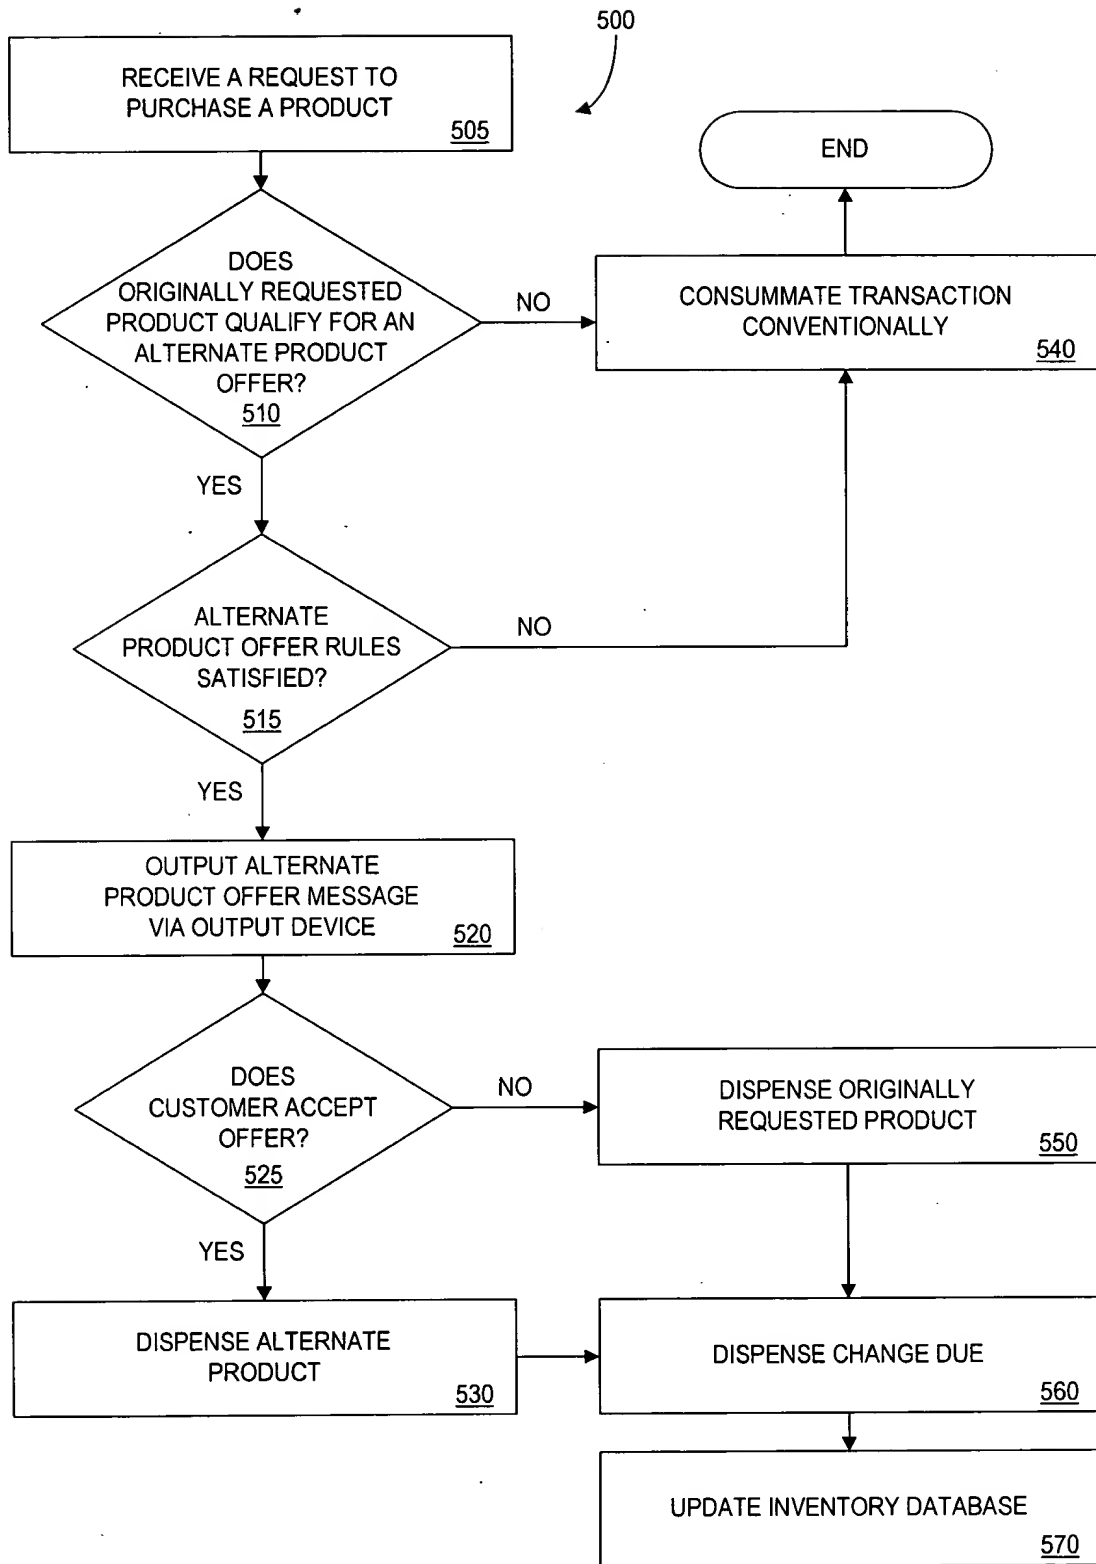 500
RECEIVE A REQUEST TO
PURCHASE A PRODUCT
505
END
DOES
ORIGINALLY REQUESTED
PRODUCT QUALIFY FOR AN
ALTERNATE PRODUCT
OFFER?
510
NO
CONSUMMATE TRANSACTION
CONVENTIONALLY
540
YES
ALTERNATE
PRODUCT OFFER RULES
SATISFIED?
515
NO
YES
OUTPUT ALTERNATE
PRODUCT OFFER MESSAGE
VIA OUTPUT DEVICE
520
DOES
CUSTOMER ACCEPT
OFFER?
525
NO
DISPENSE ORIGINALLY
REQUESTED PRODUCT
550
YES
DISPENSE ALTERNATE
PRODUCT
530
DISPENSE CHANGE DUE
560
UPDATE INVENTORY DATABASE
570